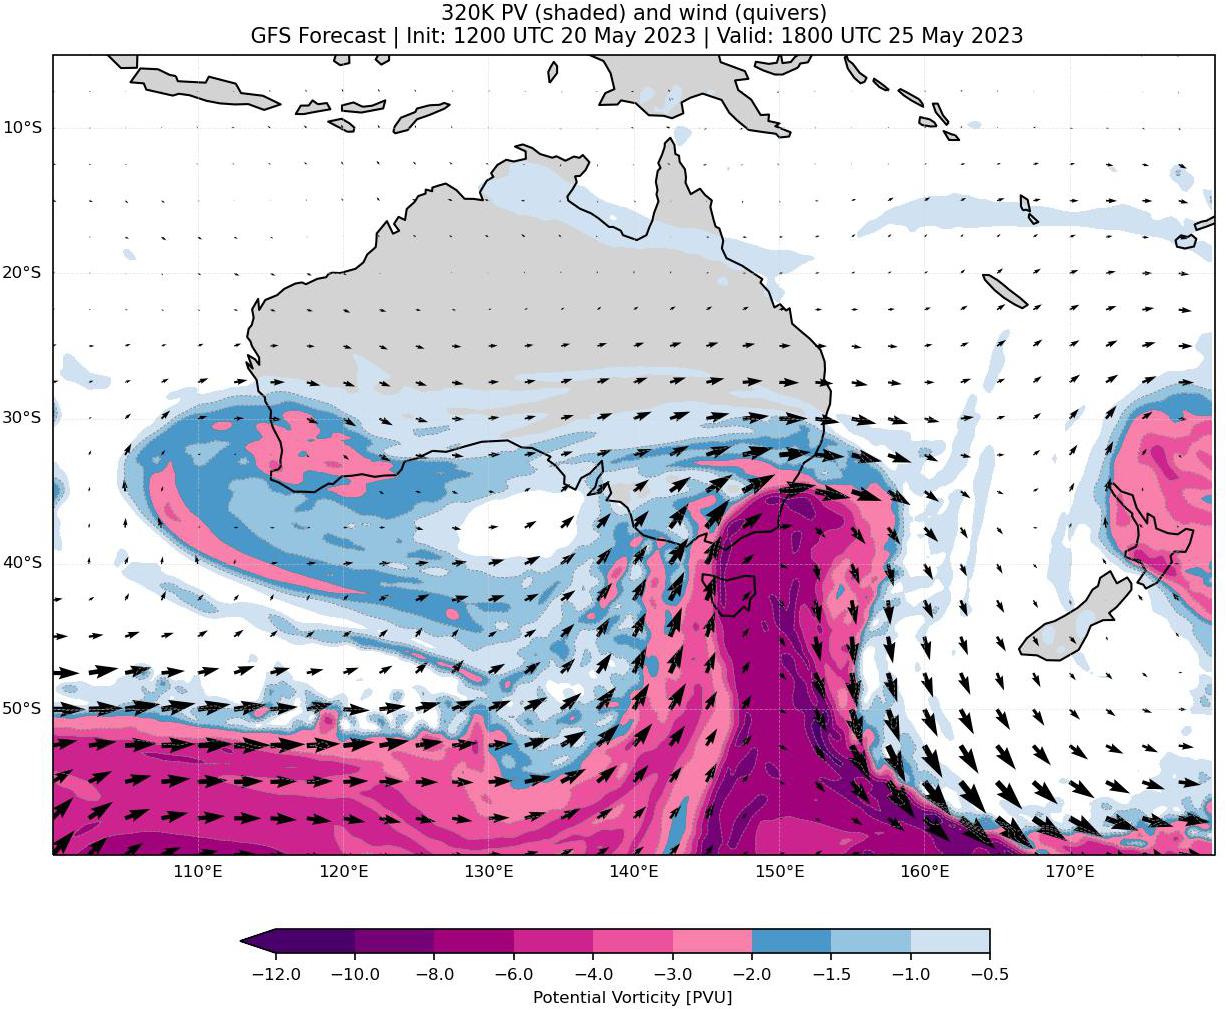 320K PV (shaded) and wind (quivers)
GFS Forecast | Init: 1200 UTC 20 May 2023 | Valid: 1800 UTC 25 May 2023
10°S
20°S
30°S
40°S
50°S
110°E 120°E 130°E 140°E 150°E 160°E 170°E
−12.0 −10.0 −8.0 −6.0 −4.0 −3.0 −2.0 −1.5 −1.0 −0.5
Potential Vorticity [PVU]